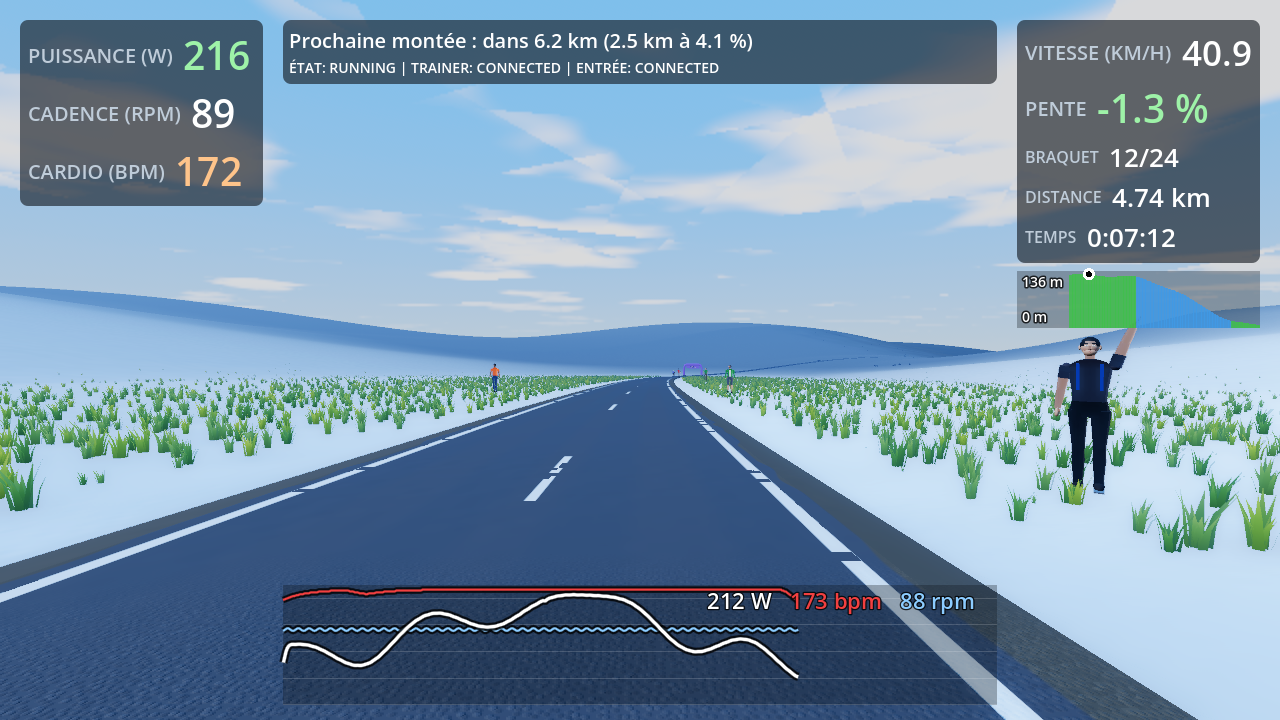 PUISSANCE (W) 216
CADENCE (RPM) 89
CARDIO (BPM) 172
Prochaine montée : dans 6.2 km (2.5 km à 4.1 %)
ÉTAT: RUNNING | TRAINER: CONNECTED | ENTRÉE: CONNECTED
VITESSE (KM/H) 40.9
PENTE -1.3 %
BRAQUET 12/24
DISTANCE 4.74 km
TEMPS 0:07:12
136 m
0 m
212 W 173 bpm 88 rpm